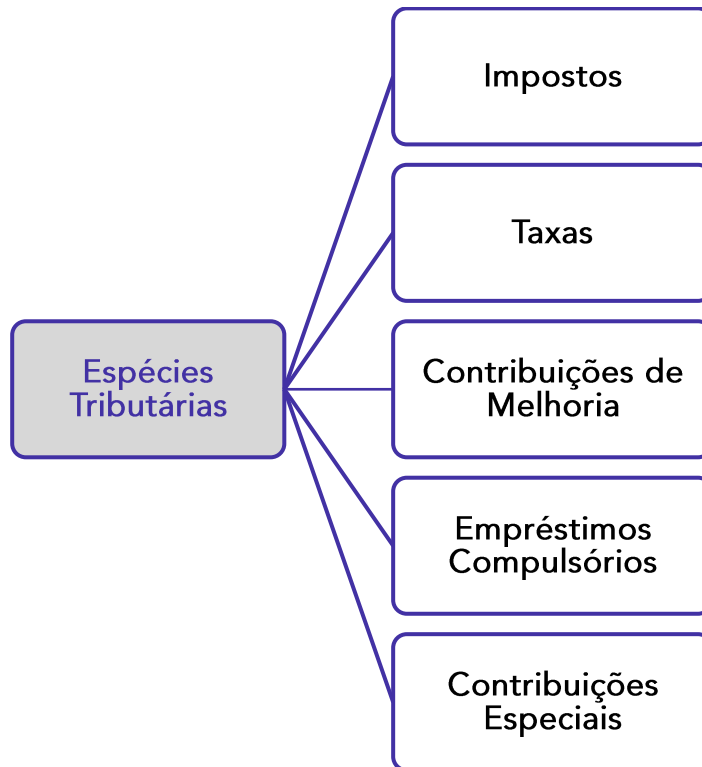 Impostos
Taxas
Espécies
Tributárias
Contribuições de
Melhoria
Empréstimos
Compulsórios
Contribuições
Especiais